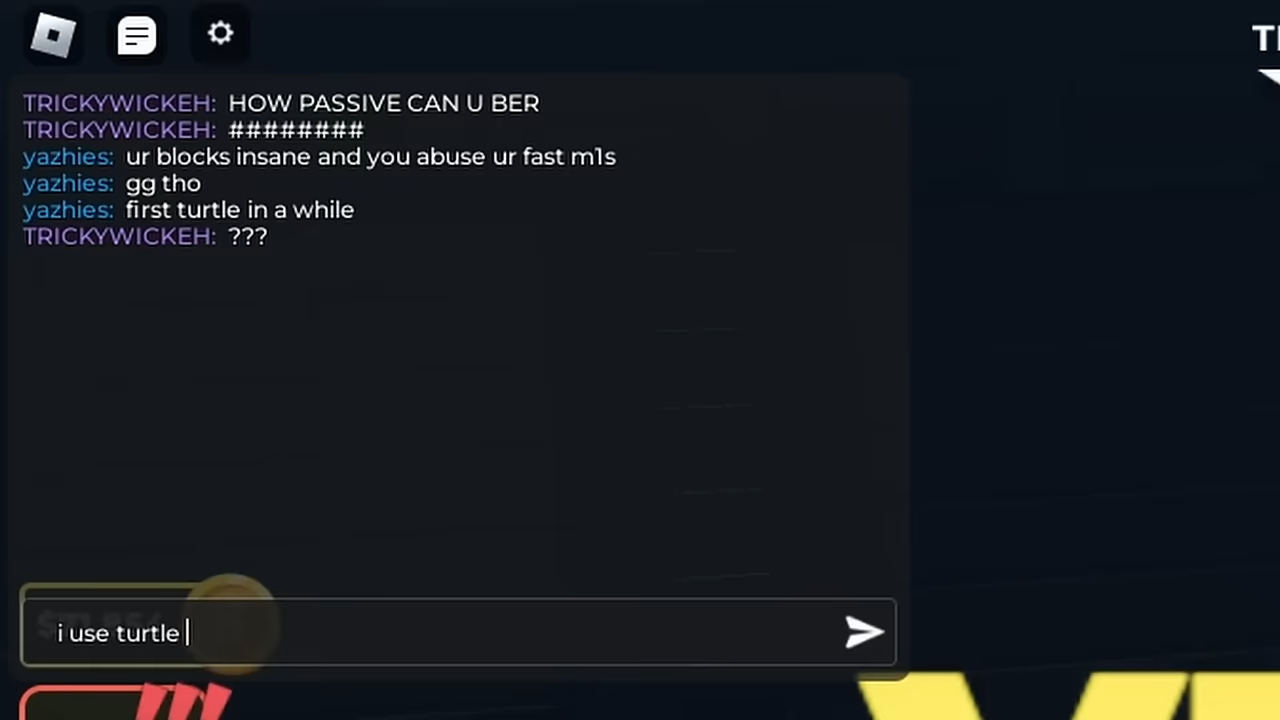 TRICKYWICKEH: HOW PASSIVE CAN U BER
TRICKYWICKEH: ########
yazhies: ur blocks insane and you abuse ur fast m1s
yazhies: gg tho
yazhies: first turtle in a while
TRICKYWICKEH: ???
i use turtle